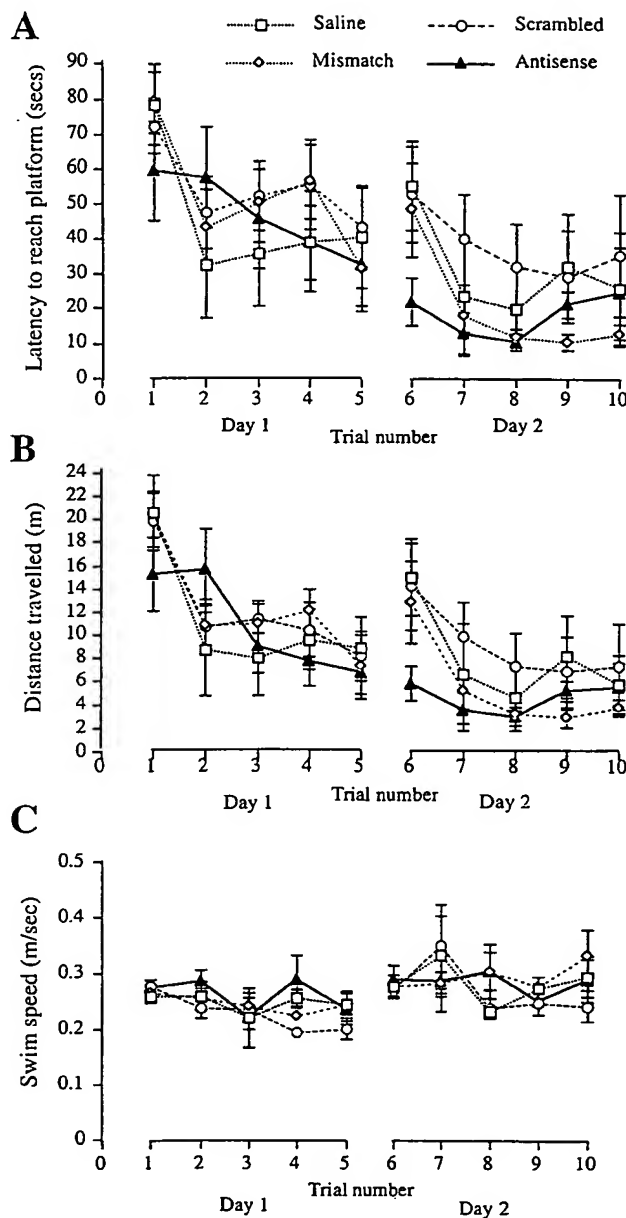 A
Saline
Scrambled
Mismatch
Antisense
Latency to reach platform (secs)
90
80
70
60
50
40
30
20
10
0
0 1 2 3 4 5 6 7 8 9 10
Day 1 Trial number Day 2
B
Distance travelled (m)
24
22
20
18
16
14
12
10
8
6
4
2
0
0 1 2 3 4 5 6 7 8 9 10
Day 1 Trial number Day 2
C
Swim speed (m/sec)
0.5
0.4
0.3
0.2
0.1
0
0 1 2 3 4 5 6 7 8 9 10
Day 1 Trial number Day 2